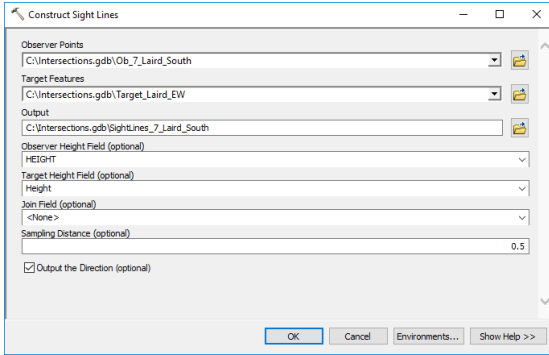 Construct Sight Lines
Observer Points
C:\Intersections.gdb\Ob_7_Laird_South
Target Features
C:\Intersections.gdb\Target_Laird_EW
Output
C:\Intersections.gdb\SightLines_7_Laird_South
Observer Height Field (optional)
HEIGHT
Target Height Field (optional)
Height
Join Field (optional)
<None>
Sampling Distance (optional)
0.5
Output the Direction (optional)
OK Cancel Environments... Show Help >>